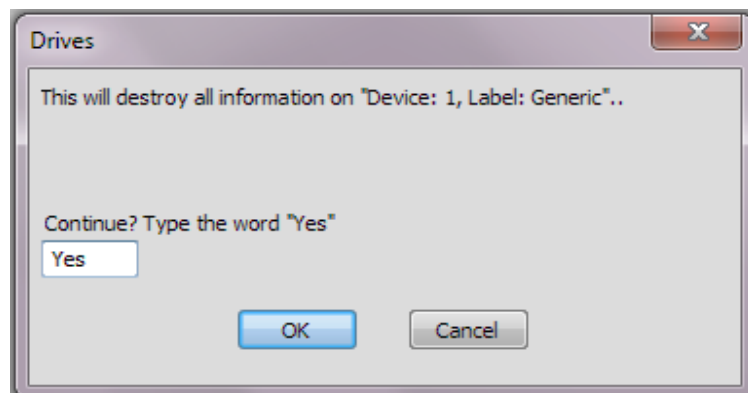 Drives
This will destroy all information on "Device: 1, Label: Generic"..
Continue? Type the word "Yes"
Yes
OK Cancel